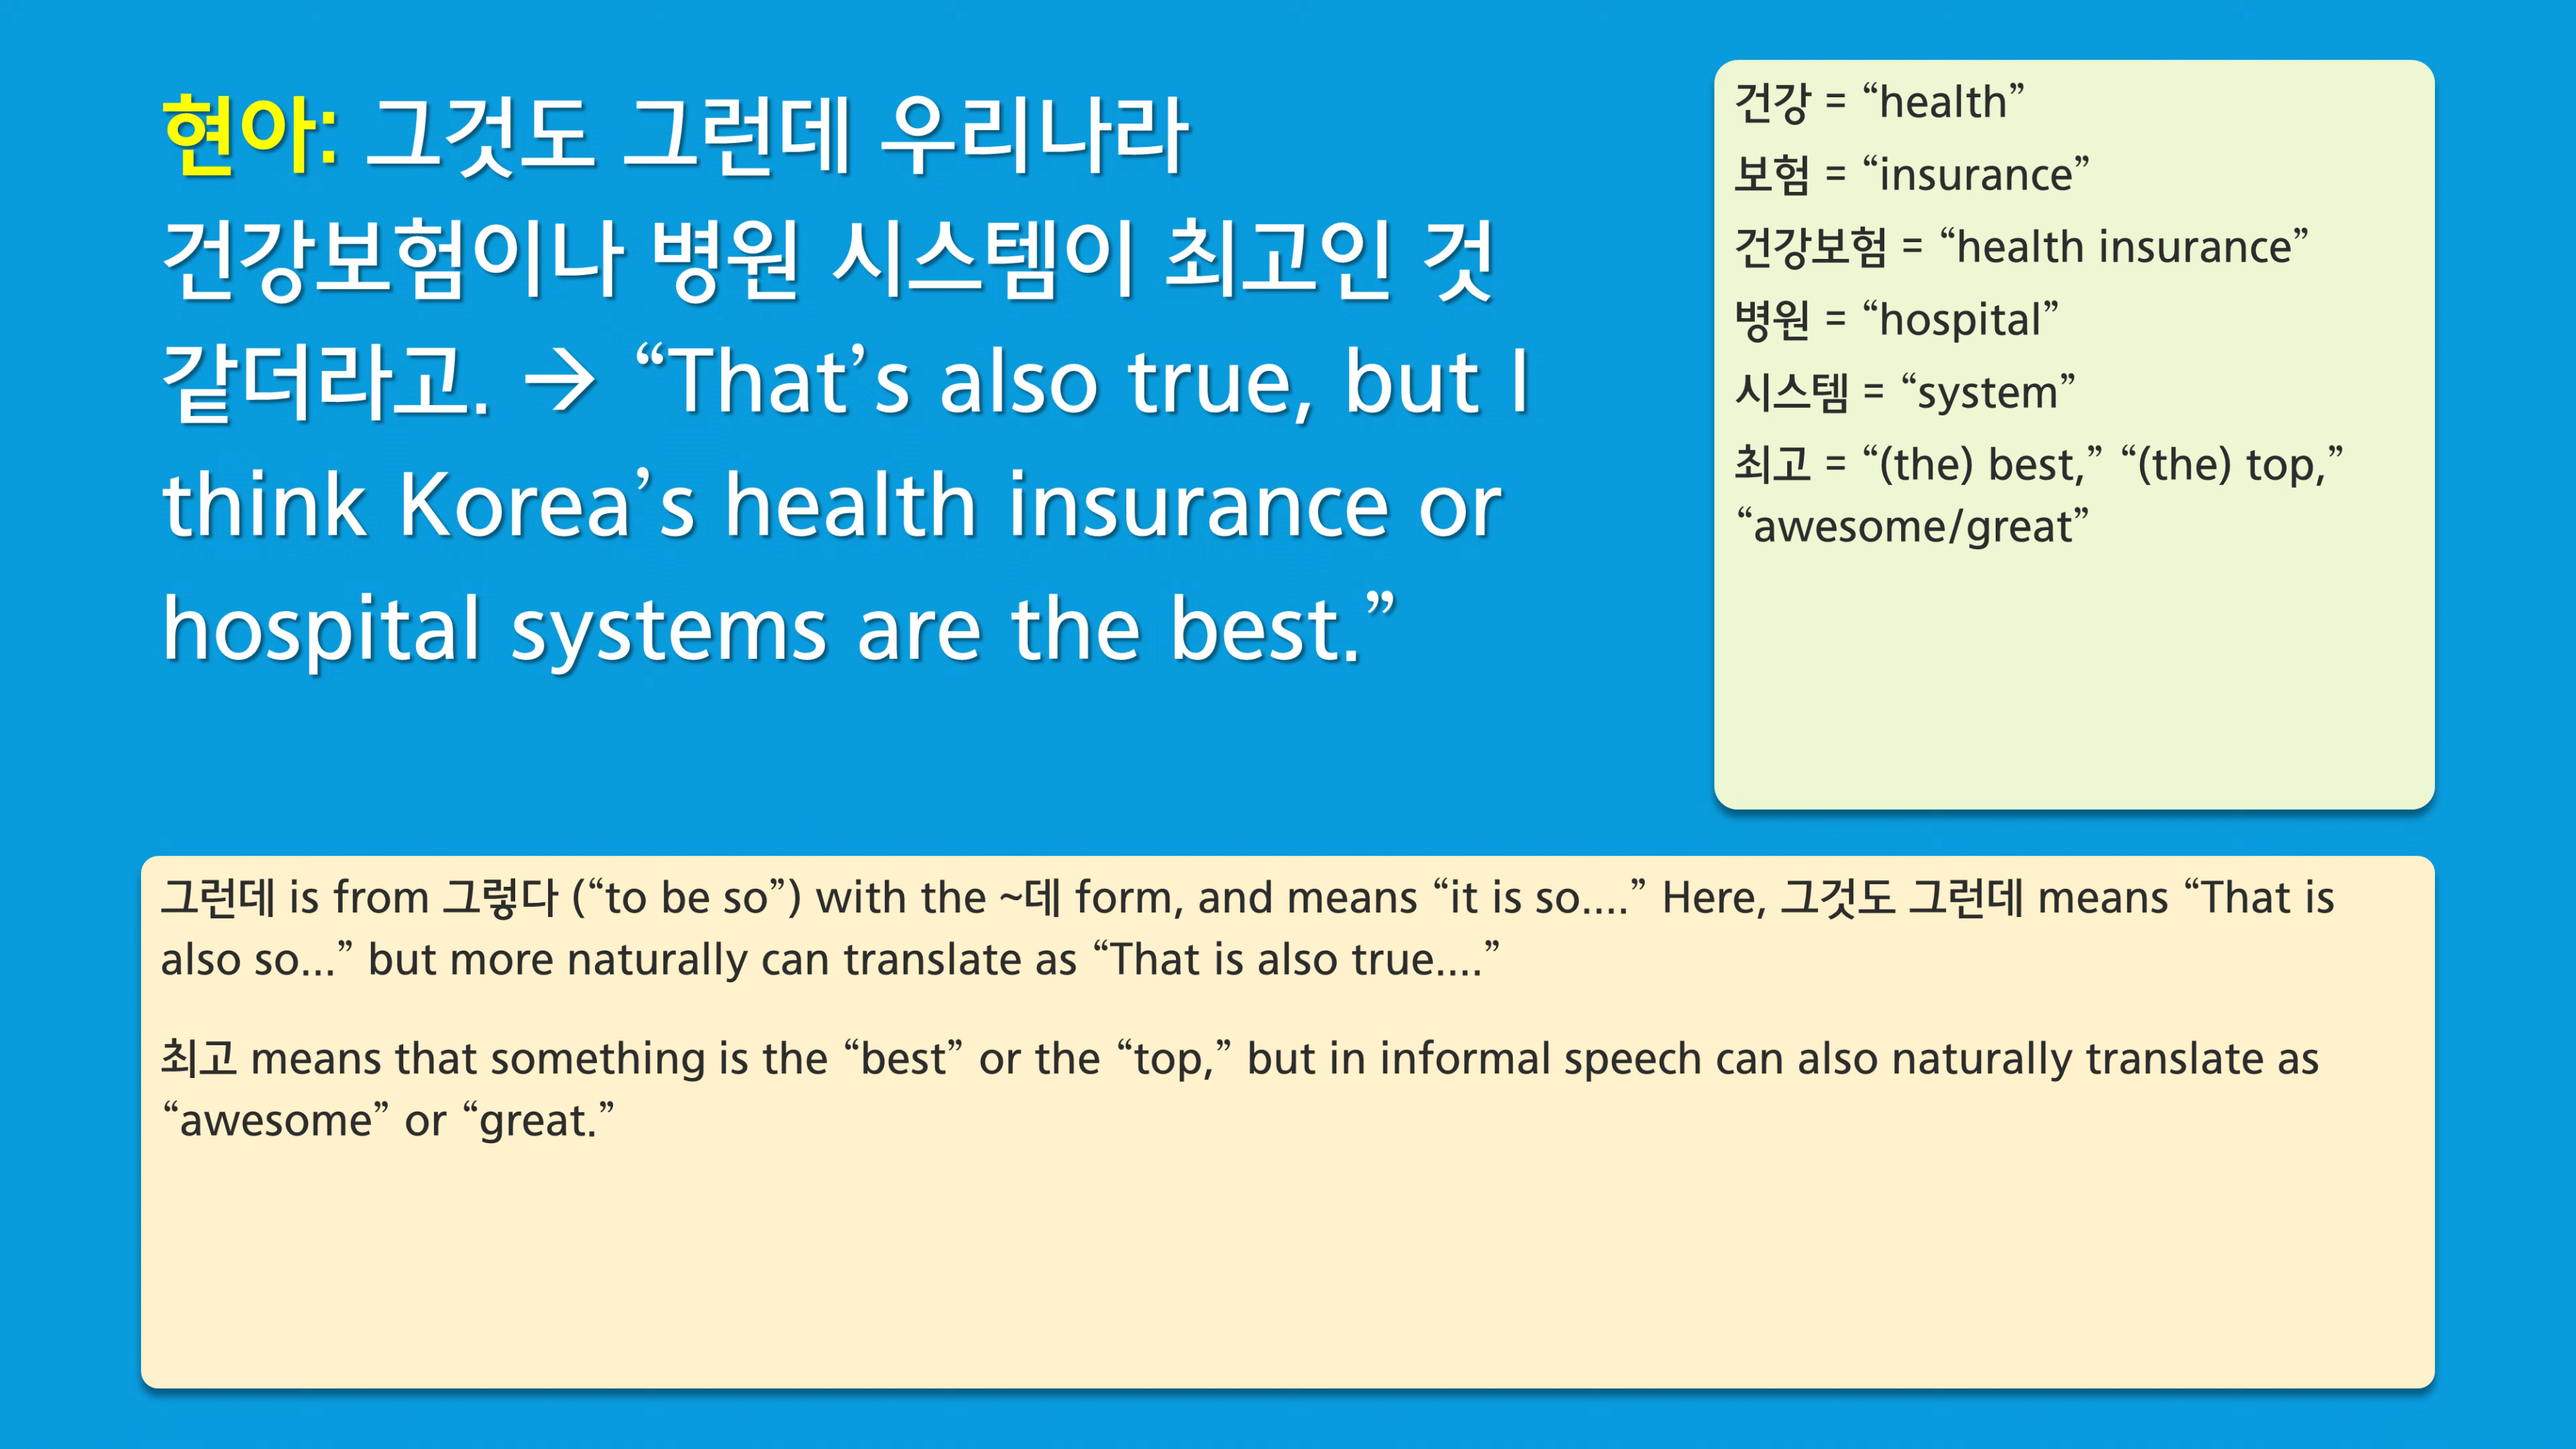 현아: 그것도 그런데 우리나라
건강보험이나 병원 시스템이 최고인 것
같더라고. → “That’s also true, but I
think Korea’s health insurance or
hospital systems are the best.”
건강 = “health”
보험 = “insurance”
건강보험 = “health insurance”
병원 = “hospital”
시스템 = “system”
최고 = “(the) best,” “(the) top,”
“awesome/great”
그런데 is from 그렇다 (“to be so”) with the ~데 form, and means “it is so....” Here, 그것도 그런데 means “That is
also so...” but more naturally can translate as “That is also true....”
최고 means that something is the “best” or the “top,” but in informal speech can also naturally translate as
“awesome” or “great.”